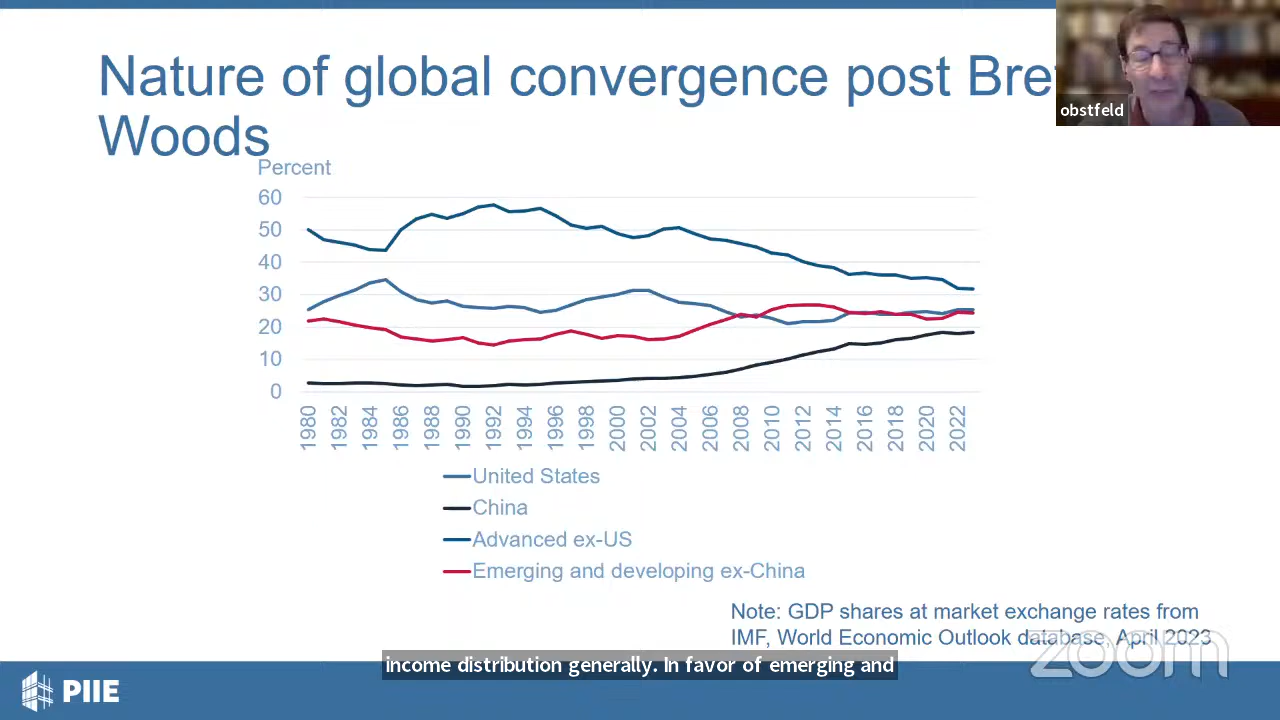 Nature of global convergence post Bre
Woods
obstfeld
Percent
60
50
40
30
20
10
0
1980 1982 1984 1986 1988 1990 1992 1994 1996 1998 2000 2002 2004 2006 2008 2010 2012 2014 2016 2018 2020 2022
United States
China
Advanced ex-US
Emerging and developing ex-China
Note: GDP shares at market exchange rates from
IMF, World Economic Outlook database, April 2023
zoom
income distribution generally. In favor of emerging and
PIIE